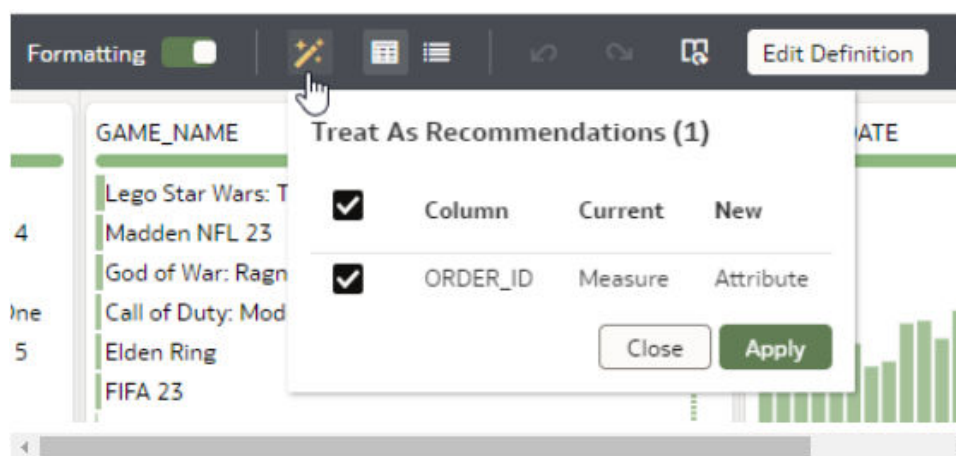 Formatting
Edit Definition
GAME_NAME
Treat As Recommendations (1)
ATE
Column Current New
ORDER_ID Measure Attribute
Close Apply
Lego Star Wars: T
4 Madden NFL 23
God of War: Ragn
ne Call of Duty: Mod
5 Elden Ring
FIFA 23